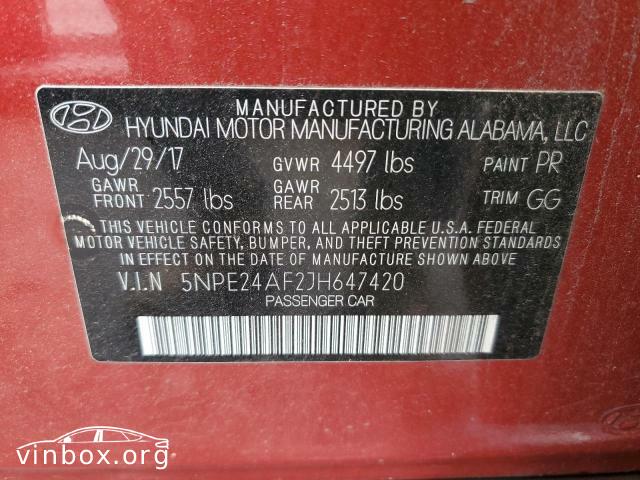 MANUFACTURED BY
HYUNDAI MOTOR MANUFACTURING ALABAMA, LLC
Aug/29/17 GVWR 4497 lbs PAINT PR
GAWR FRONT 2557 lbs GAWR REAR 2513 lbs TRIM GG
THIS VEHICLE CONFORMS TO ALL APPLICABLE U.S.A. FEDERAL
MOTOR VEHICLE SAFETY, BUMPER, AND THEFT PREVENTION STANDARDS
IN EFFECT ON THE DATE OF MANUFACTURE SHOWN ABOVE
V.I.N 5NPE24AF2JH647420
PASSENGER CAR
vinbox.org